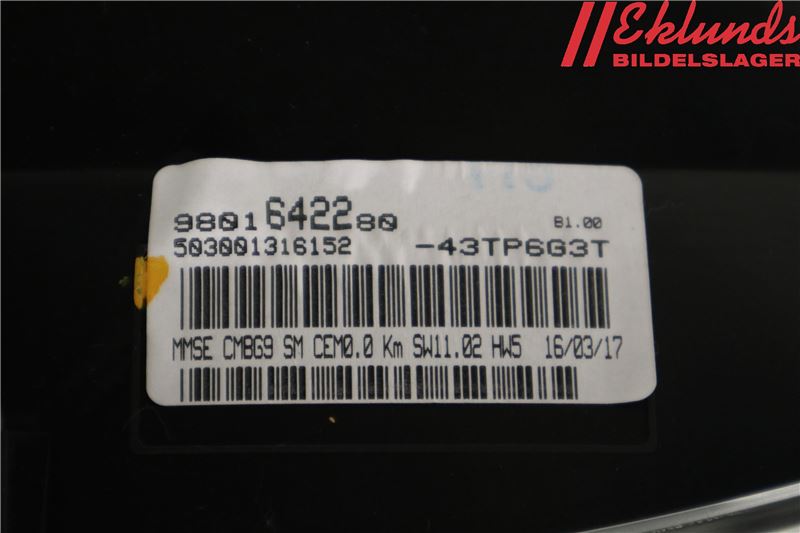 Eklunds
BILDELSLAGER
9801642280 B1.00
503001316152 -43TP6G3T
MMSE CMBG9 SM CEM0.0 Km SW11.02 HW5 16/03/17